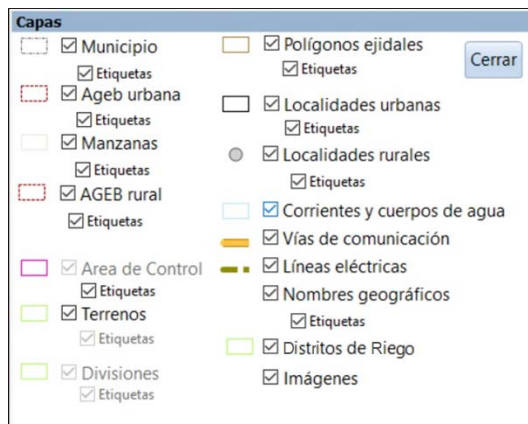 Capas
Municipio
Etiquetas
Ageb urbana
Etiquetas
Manzanas
Etiquetas
AGEB rural
Etiquetas
Area de Control
Etiquetas
Terrenos
Etiquetas
Divisiones
Etiquetas
Polígonos ejidales
Etiquetas
Localidades urbanas
Etiquetas
Localidades rurales
Etiquetas
Corrientes y cuerpos de agua
Vías de comunicación
Líneas eléctricas
Nombres geográficos
Etiquetas
Distritos de Riego
Imágenes
Cerrar